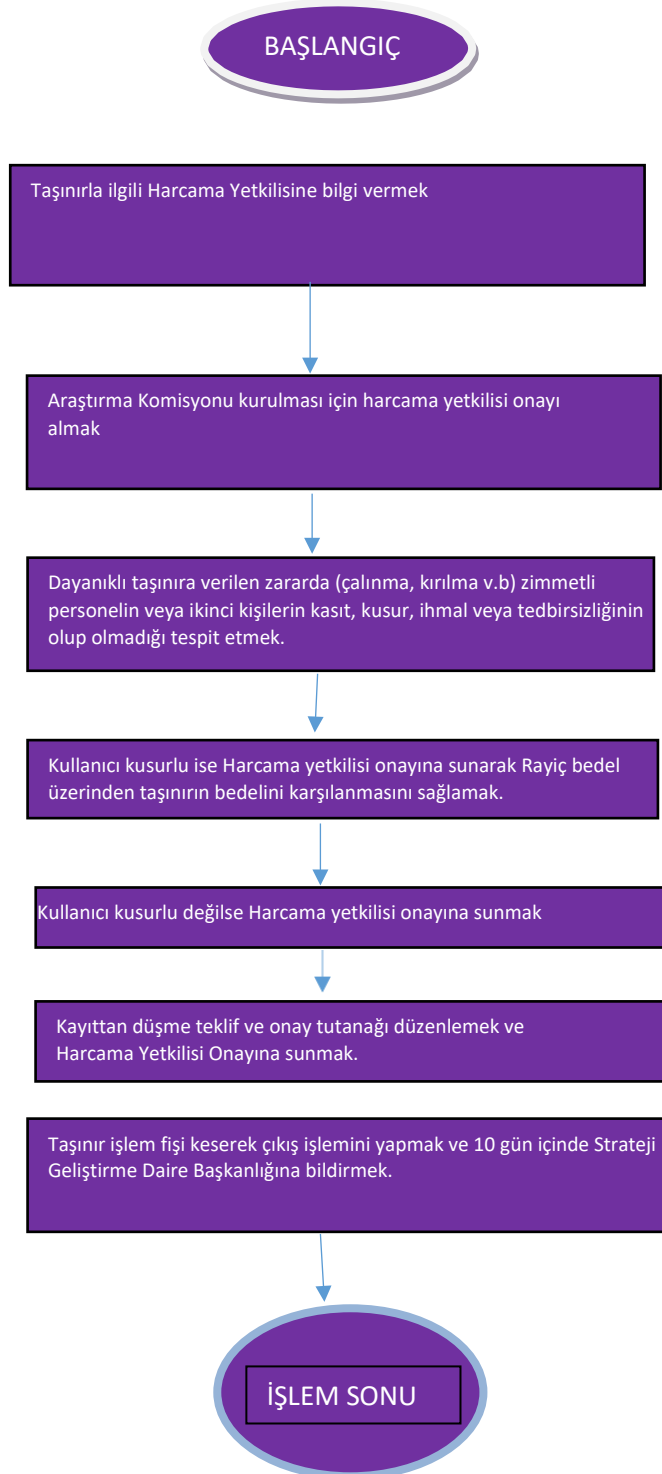 BAŞLANGIÇ
Taşınırla ilgili Harcama Yetkilisine bilgi vermek
Araştırma Komisyonu kurulması için harcama yetkilisi onayı
almak
Dayanıklı taşınıra verilen zararda (çalınma, kırılma v.b) zimmetli
personelin veya ikinci kişilerin kasıt, kusur, ihmal veya tedbirsizliğinin
olup olmadığı tespit etmek.
Kullanıcı kusurlu ise Harcama yetkilisi onayına sunarak Rayiç bedel
üzerinden taşınırın bedelini karşılanmasını sağlamak.
Kullanıcı kusurlu değilse Harcama yetkilisi onayına sunmak
Kayıttan düşme teklif ve onay tutanağı düzenlemek ve
Harcama Yetkilisi Onayına sunmak.
Taşınır işlem fişi keserek çıkış işlemini yapmak ve 10 gün içinde Strateji
Geliştirme Daire Başkanlığına bildirmek.
İŞLEM SONU